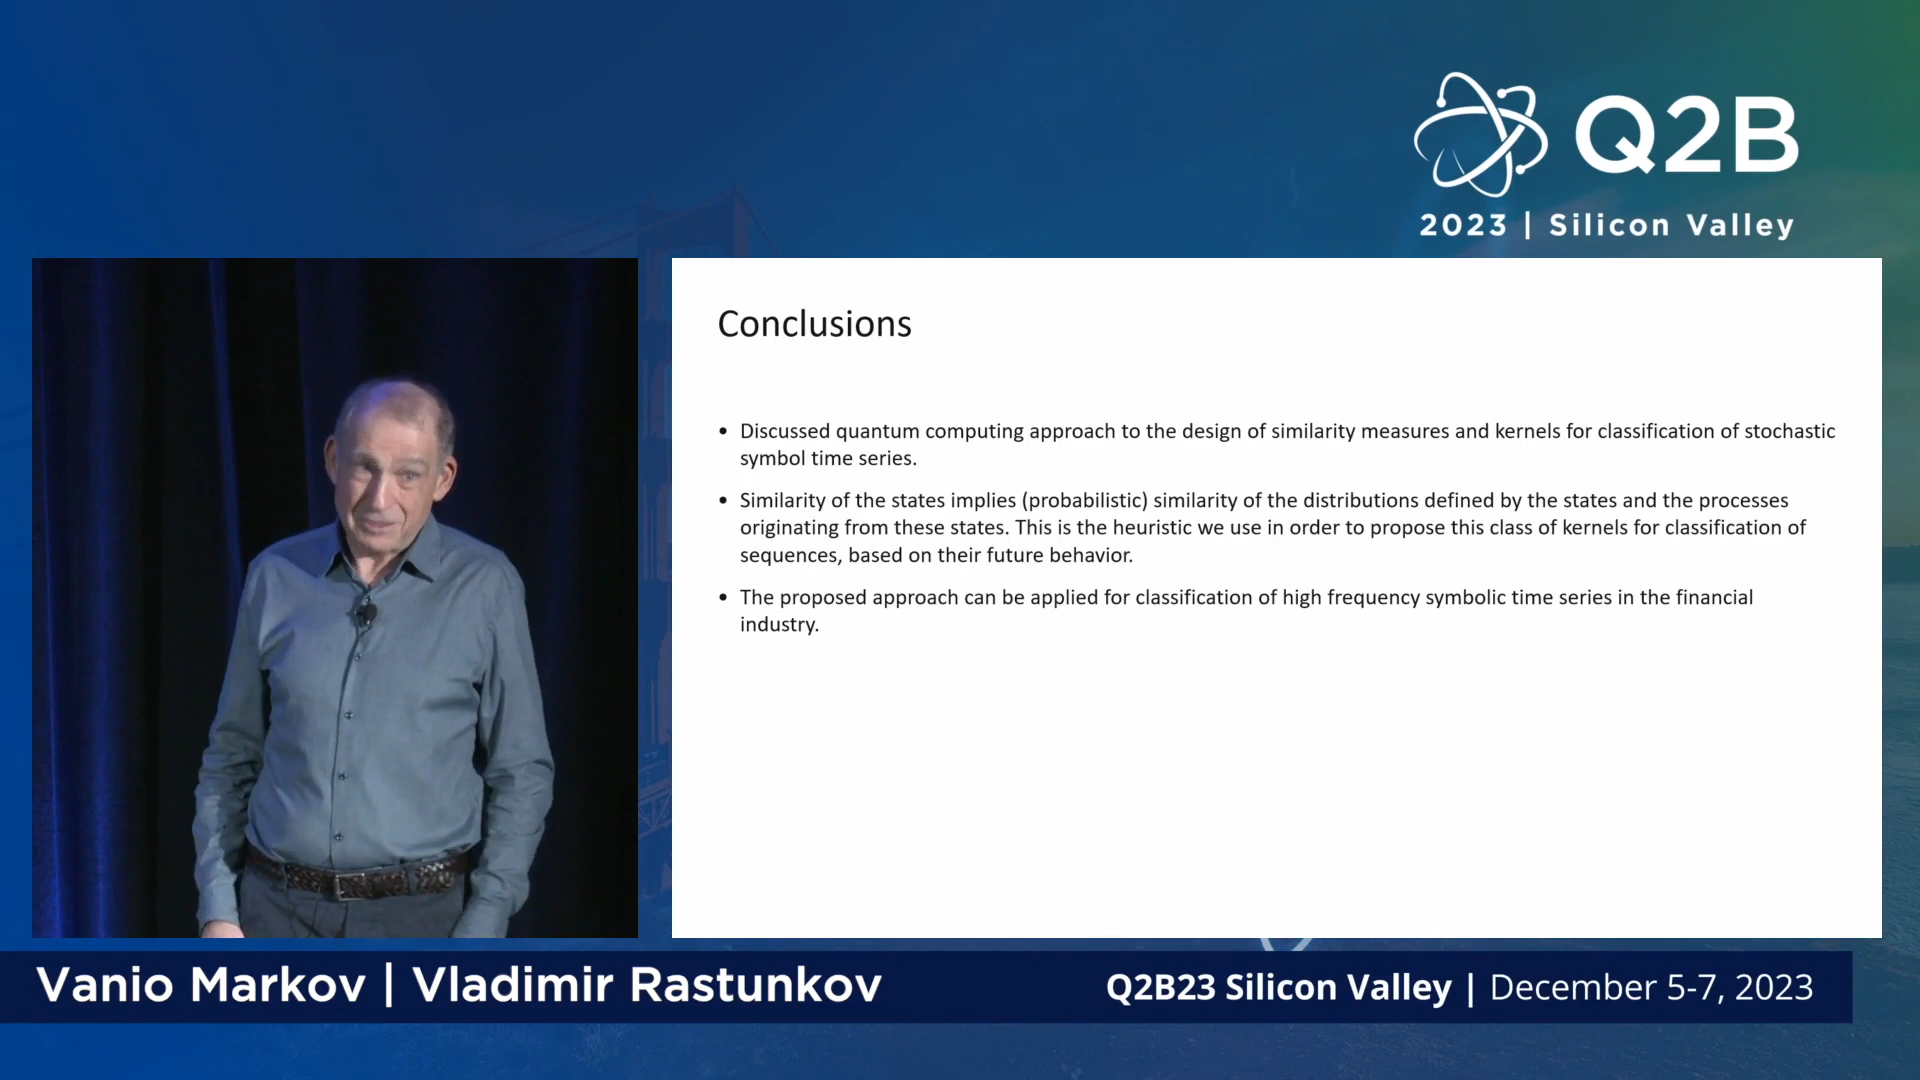 Q2B
2023 | Silicon Valley
Conclusions
• Discussed quantum computing approach to the design of similarity measures and kernels for classification of stochastic
symbol time series.
• Similarity of the states implies (probabilistic) similarity of the distributions defined by the states and the processes
originating from these states. This is the heuristic we use in order to propose this class of kernels for classification of
sequences, based on their future behavior.
• The proposed approach can be applied for classification of high frequency symbolic time series in the financial
industry.
Vanio Markov | Vladimir Rastunkov
Q2B23 Silicon Valley | December 5-7, 2023